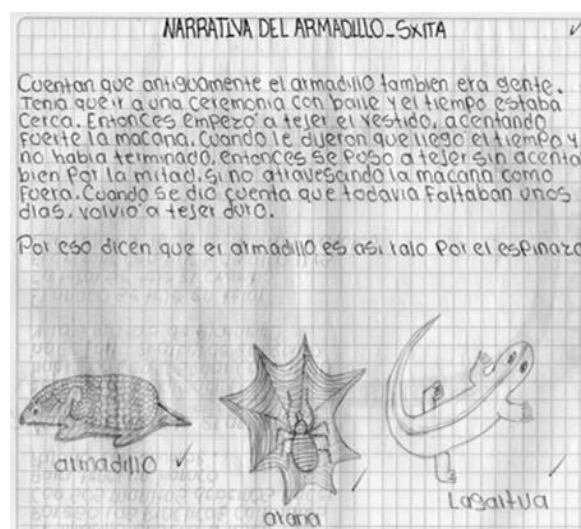 NARRATIVA DEL ARMADILLO_SXITA
Cuentan que antiguamente el armadillo tambien era gente.
Tenia que ir a una ceremonia con baile y el tiempo estaba
cerca. Entonces empezó a tejer el vestido, acentando
fuerte la macana. Cuando le dijeron que llego el tiempo y
no habia terminado, entonces se puso a tejer sin acenta
bien por la mitad, si no atravesando la macana como
fuera. Cuando se dio cuenta que todavia faltaban unos
dias, volvió a tejer duro.
Por eso dicen que el armadillo es asi ralo por el espinazo
armadillo
araña
Lagartija